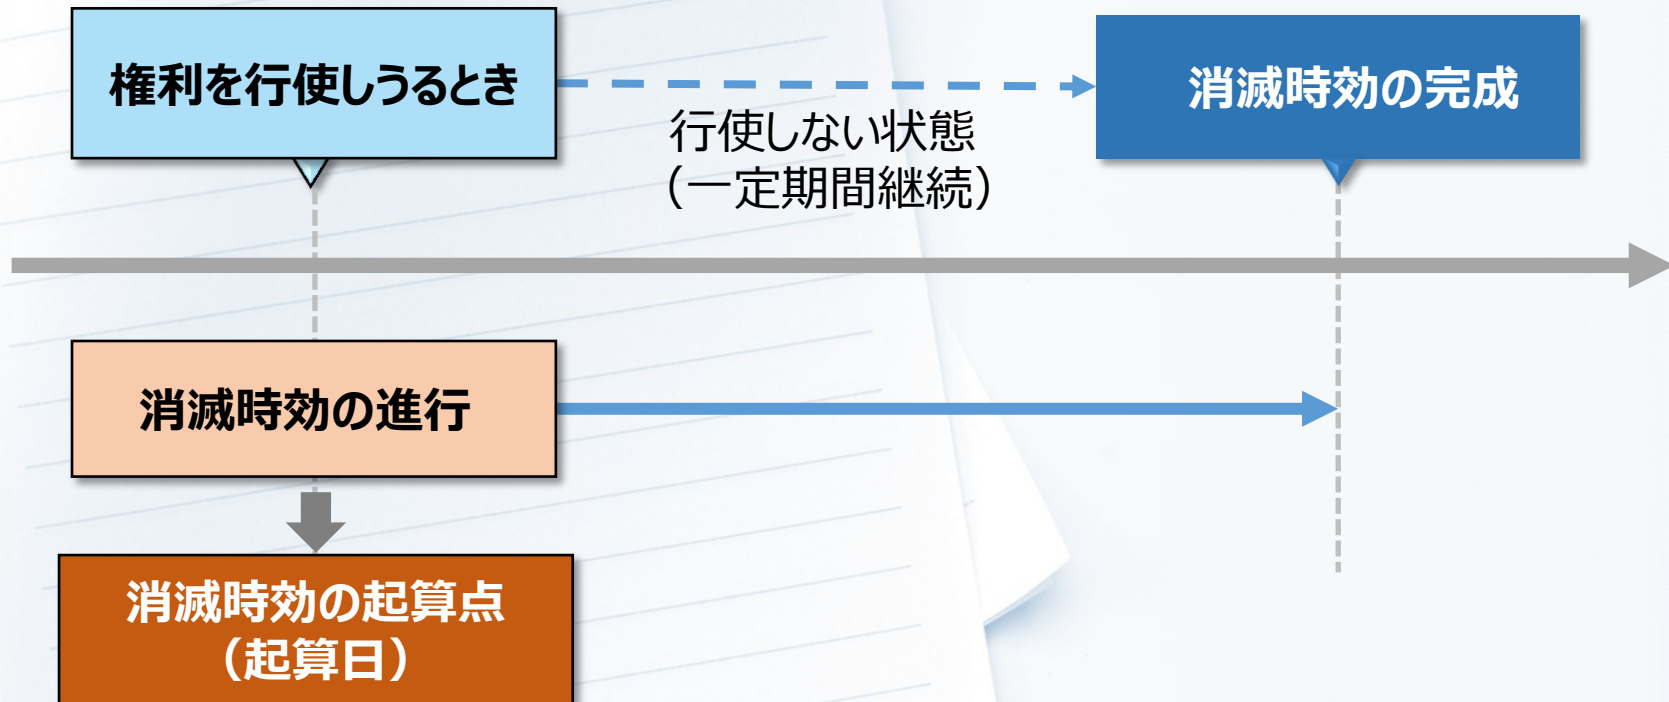 権利を行使しうるとき
消滅時効の完成
行使しない状態
（一定期間継続）
消滅時効の進行
消滅時効の起算点
（起算日）